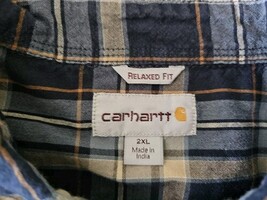 RELAXED FIT
carhartt
2XL
Made in
India